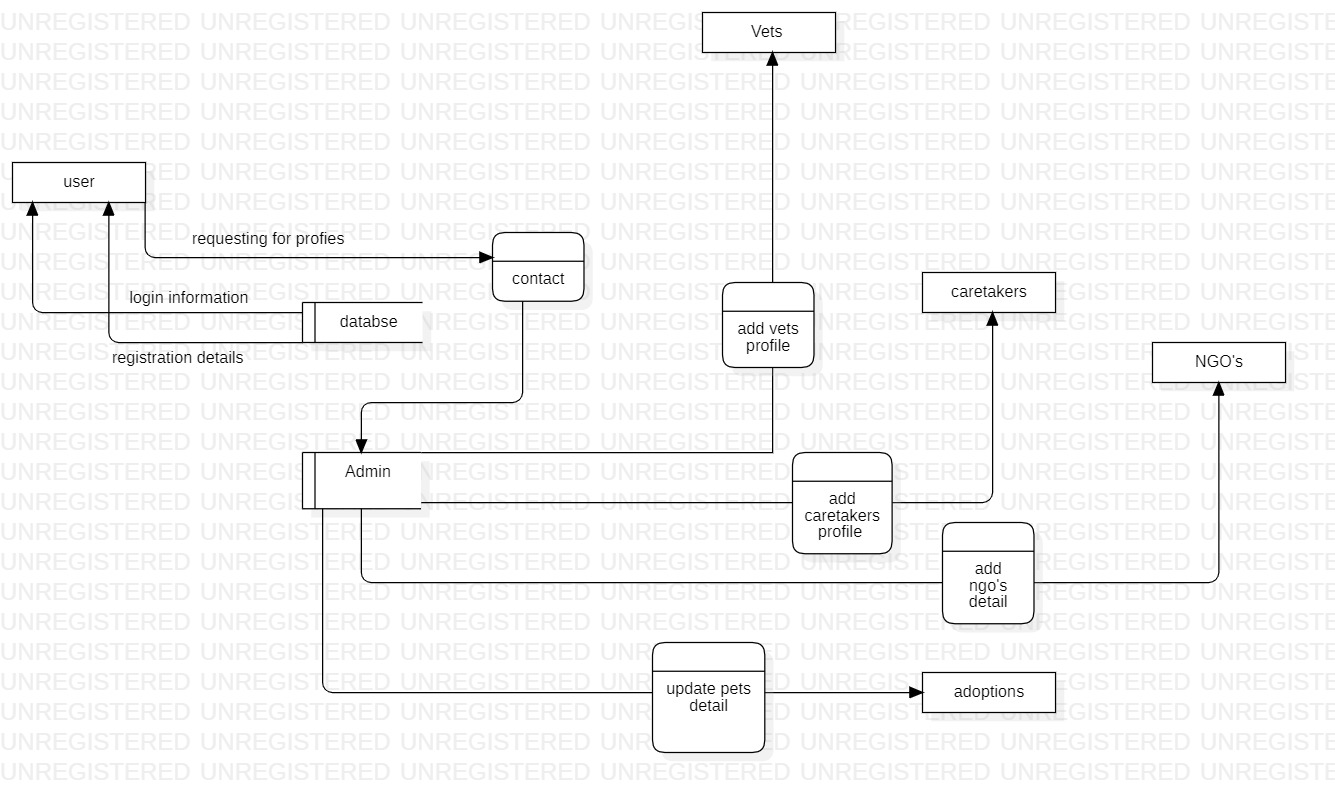 Vets
user
requesting for profies
contact
login information
databse
registration details
add vets
profile
caretakers
NGO's
Admin
add
caretakers
profile
add
ngo's
detail
update pets
detail
adoptions
UNREGISTERED